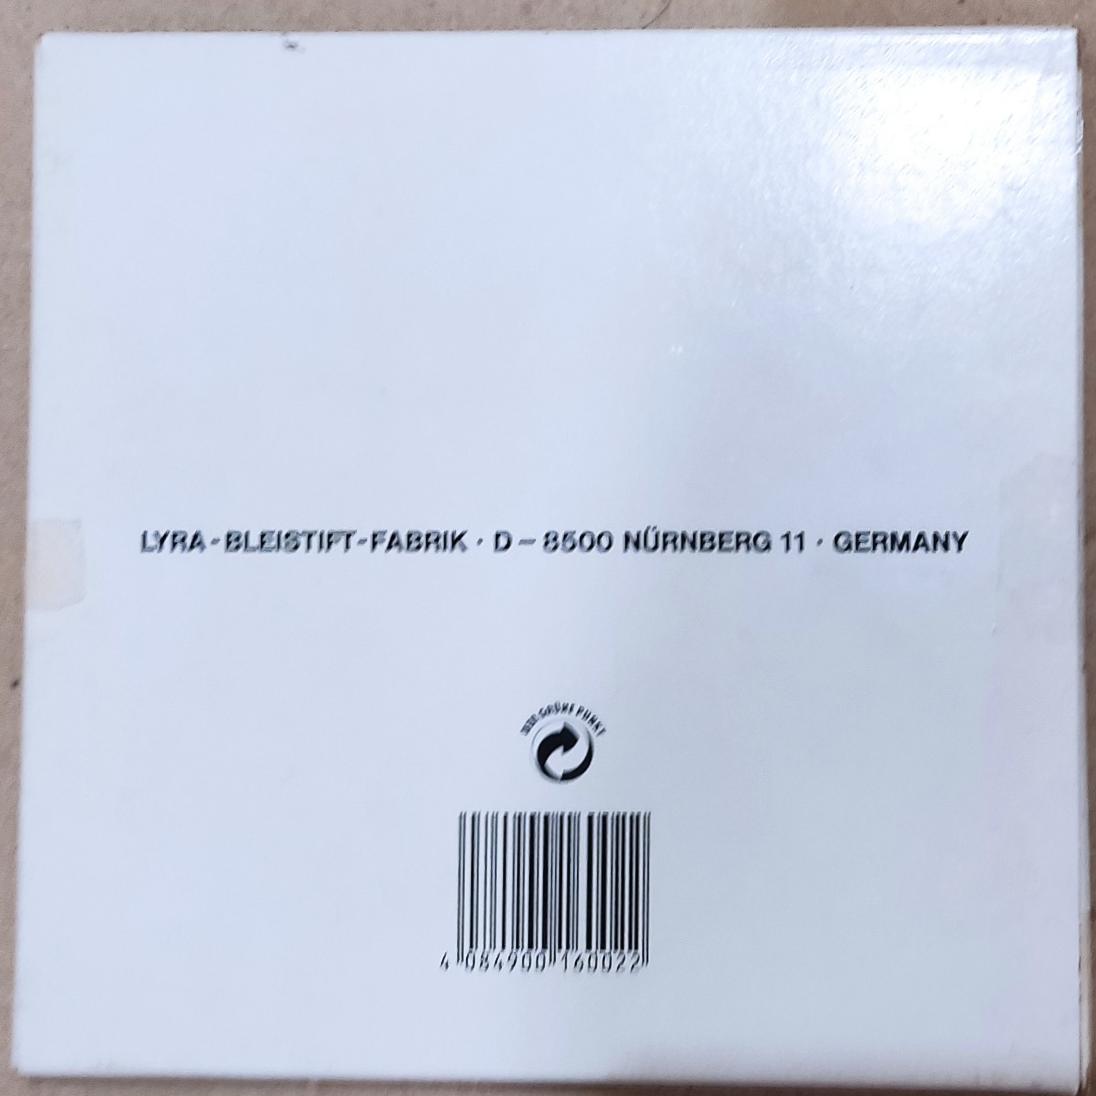 LYRA-BLEISTIFT-FABRIK · D – 8500 NÜRNBERG 11 · GERMANY
DER GRÜNE PUNKT
4 084900 160022